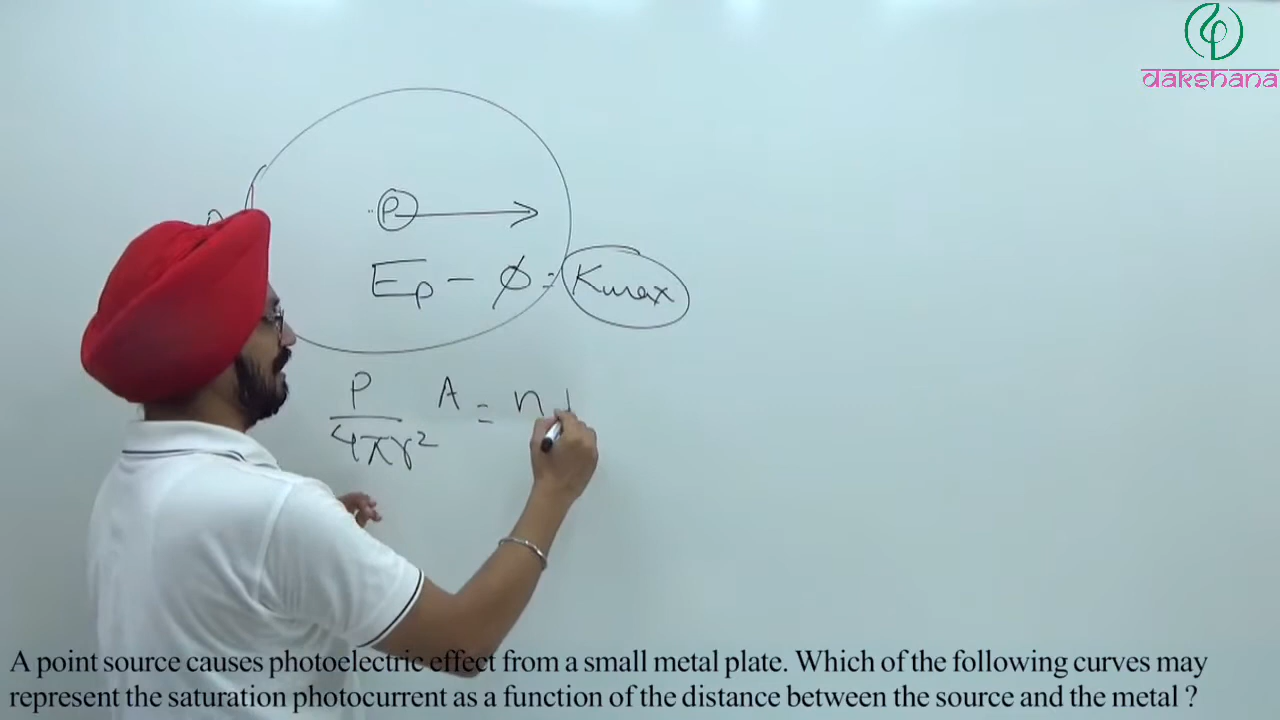 dakshana
P
Ep - φ = Kmax
P/4πr² A = n
A point source causes photoelectric effect from a small metal plate. Which of the following curves may
represent the saturation photocurrent as a function of the distance between the source and the metal ?